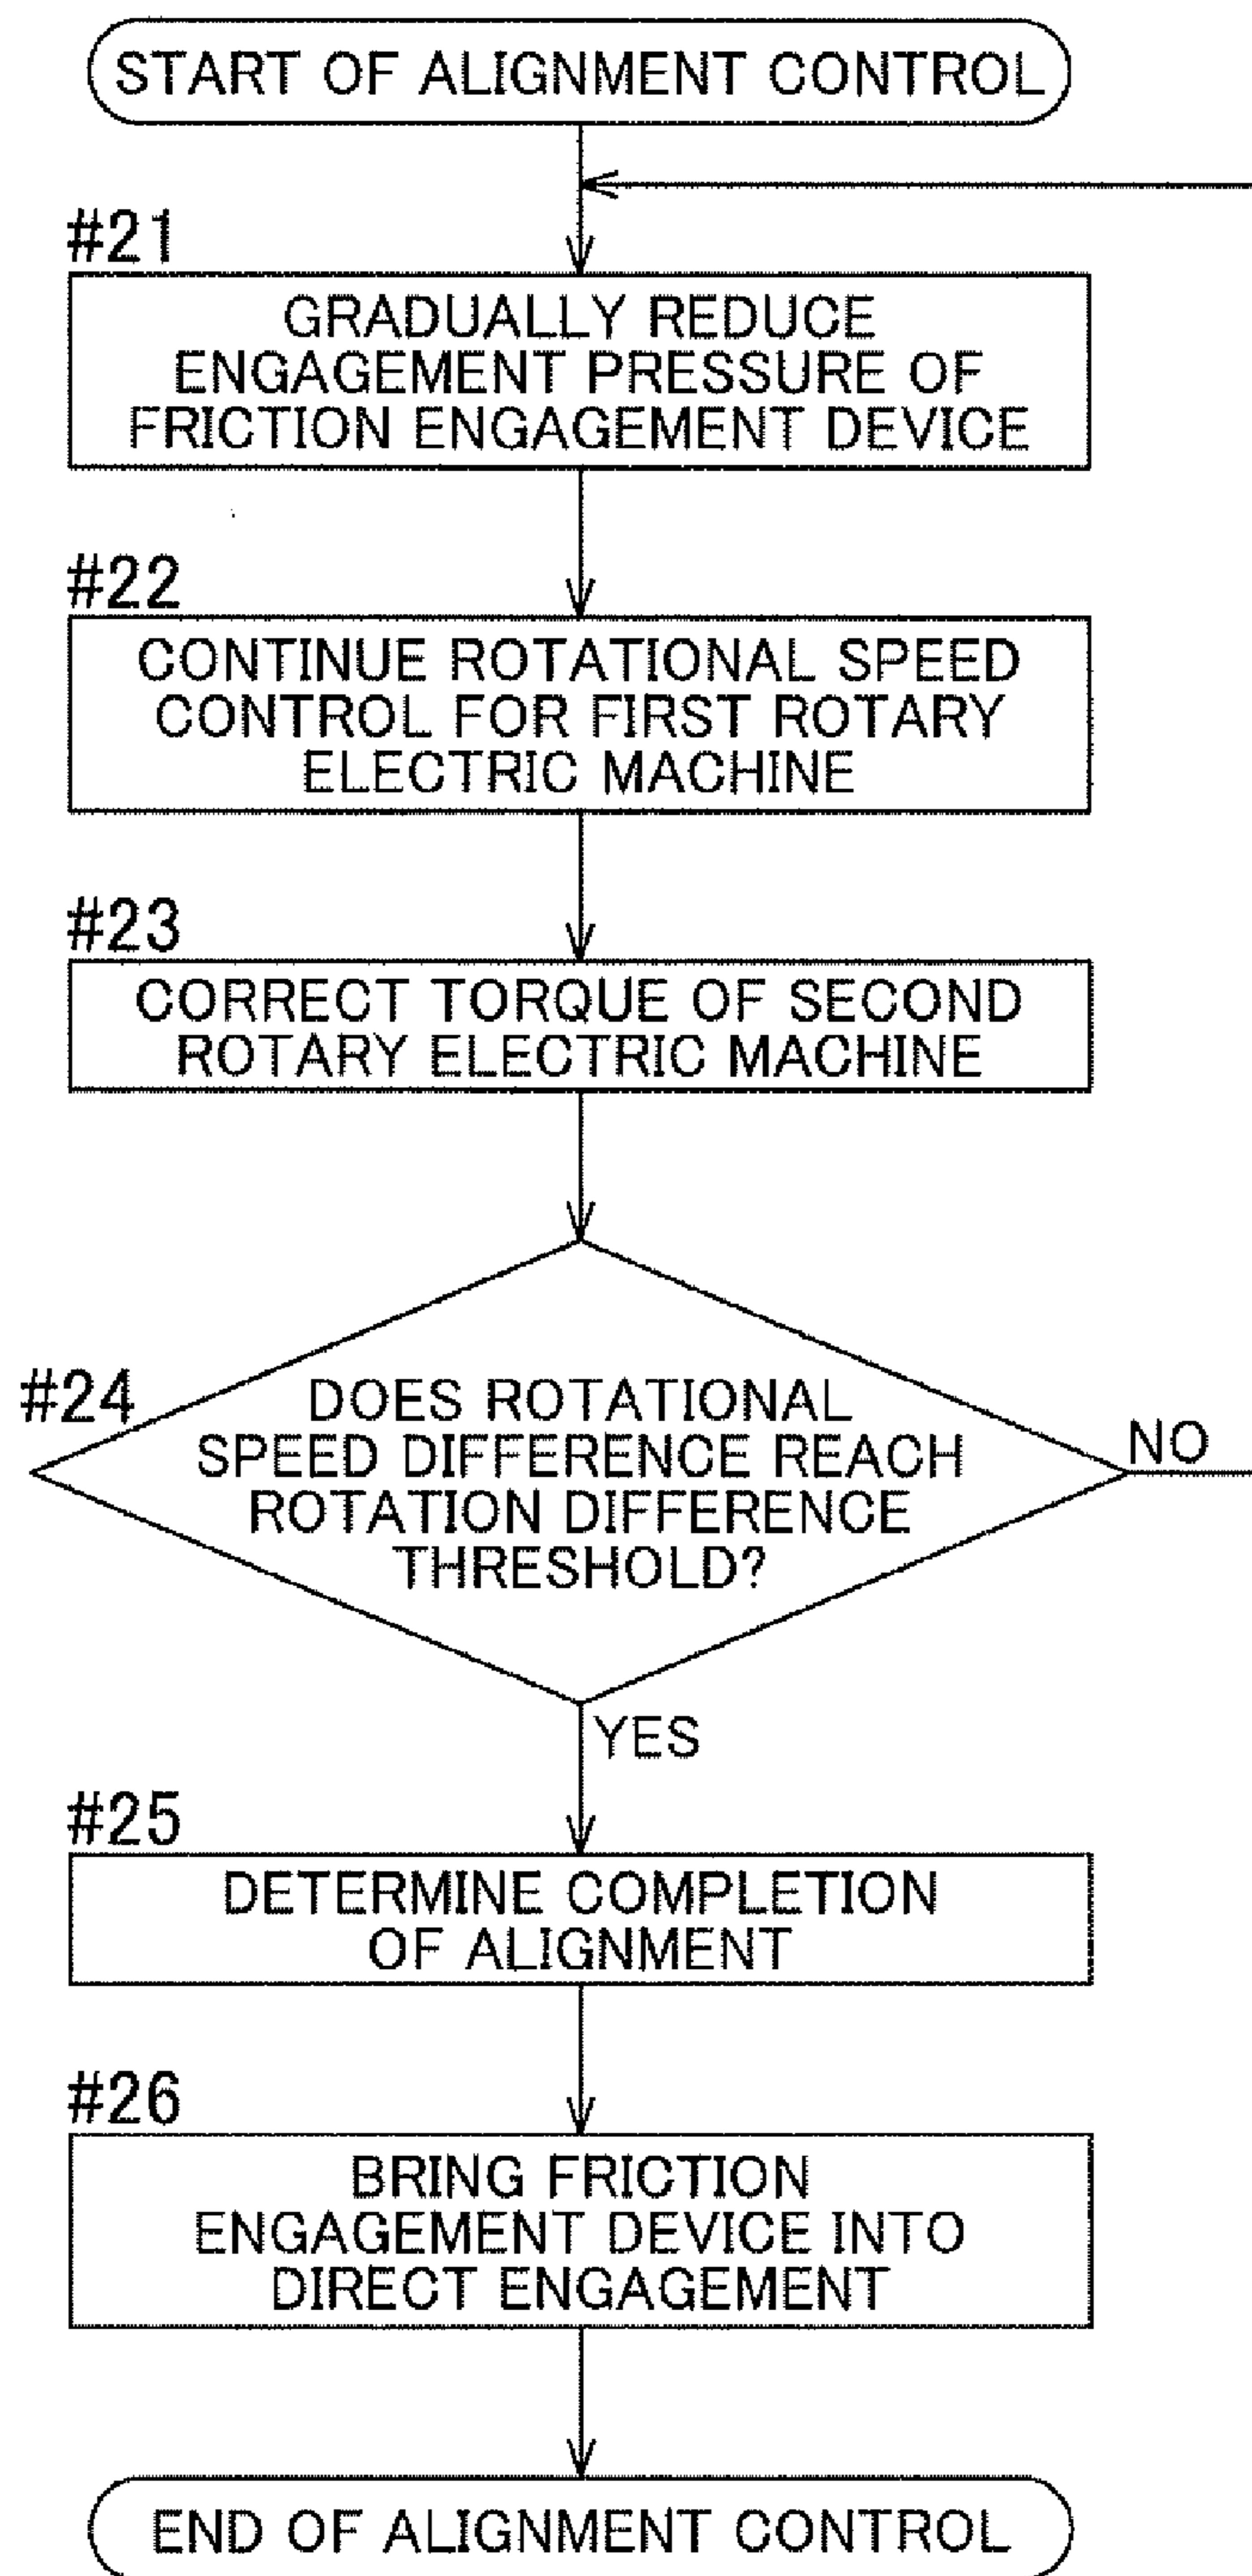 START OF ALIGNMENT CONTROL
#21
GRADUALLY REDUCE
ENGAGEMENT PRESSURE OF
FRICTION ENGAGEMENT DEVICE
#22
CONTINUE ROTATIONAL SPEED
CONTROL FOR FIRST ROTARY
ELECTRIC MACHINE
#23
CORRECT TORQUE OF SECOND
ROTARY ELECTRIC MACHINE
#24
DOES ROTATIONAL
SPEED DIFFERENCE REACH
ROTATION DIFFERENCE
THRESHOLD?
NO
YES
#25
DETERMINE COMPLETION
OF ALIGNMENT
#26
BRING FRICTION
ENGAGEMENT DEVICE INTO
DIRECT ENGAGEMENT
END OF ALIGNMENT CONTROL